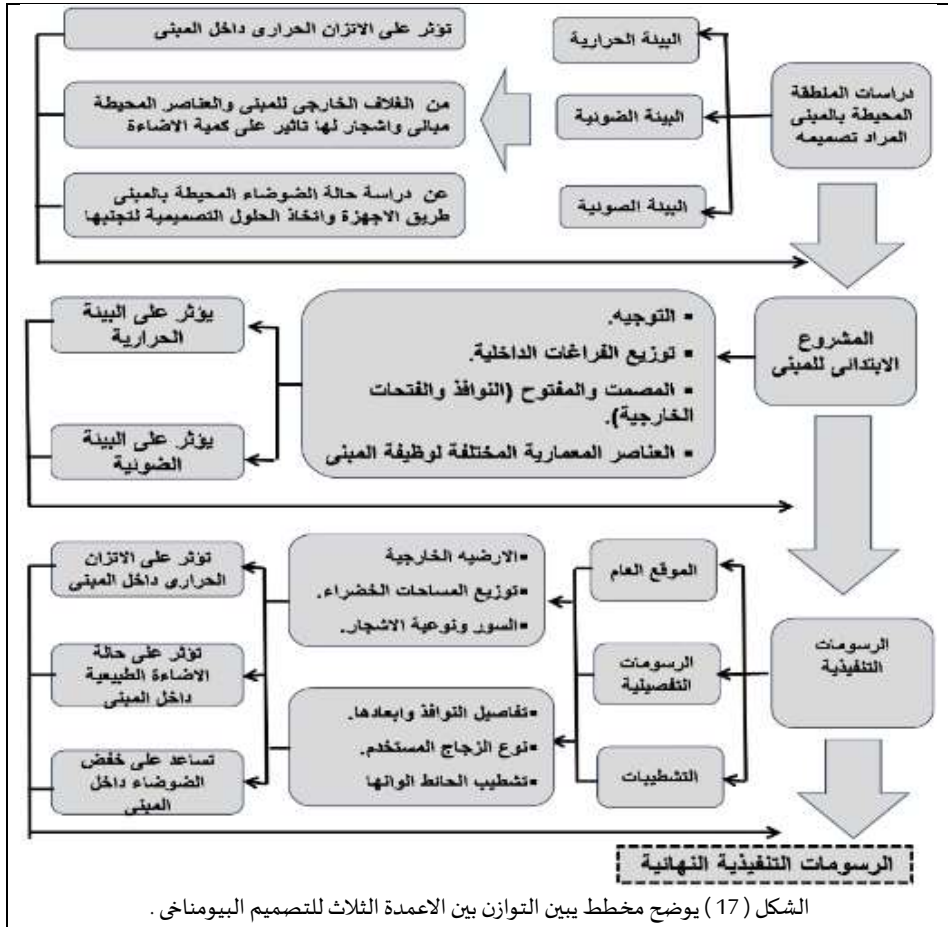 دراسات المنطقة
المحيطة بالمبنى
المراد تصميمه
البيئة الحرارية
البيئة الضوئية
البيئة الصوتية
تؤثر على الاتزان الحرارى داخل المبنى
من الغلاف الخارجى للمبنى والعناصر المحيطة
مبانى واشجار لها تاثير على كمية الاضاءة
عن دراسة حالة الضوضاء المحيطة بالمبنى
طريق الاجهزة واتخاذ الحلول التصميمية لتجنبها
المشروع
الابتدائى للمبنى
▪ التوجيه.
▪ توزيع الفراغات الداخلية.
▪ المصمت والمفتوح (النوافذ والفتحات
الخارجية).
▪ العناصر المعمارية المختلفة لوظيفة المبنى
يؤثر على البيئة
الحرارية
يؤثر على البيئة
الضوئية
الرسومات
التنفيذية
الموقع العام
الرسومات
التفصيلية
التشطيبات
▪الارضيه الخارجية
▪توزيع المساحات الخضراء.
▪السور ونوعية الاشجار.
▪تفاصيل النوافذ وابعادها.
▪نوع الزجاج المستخدم.
▪تشطيب الحائط الوانها
تؤثر على الاتزان
الحرارى داخل المبنى
تؤثر على حالة
الاضاءة الطبيعية
داخل المبنى
تساعد على خفض
الضوضاء داخل
المبنى
الرسومات التنفيذية النهائية
الشكل ( 17 ) يوضح مخطط يبين التوازن بين الاعمدة الثلاث للتصميم البيومناخى .